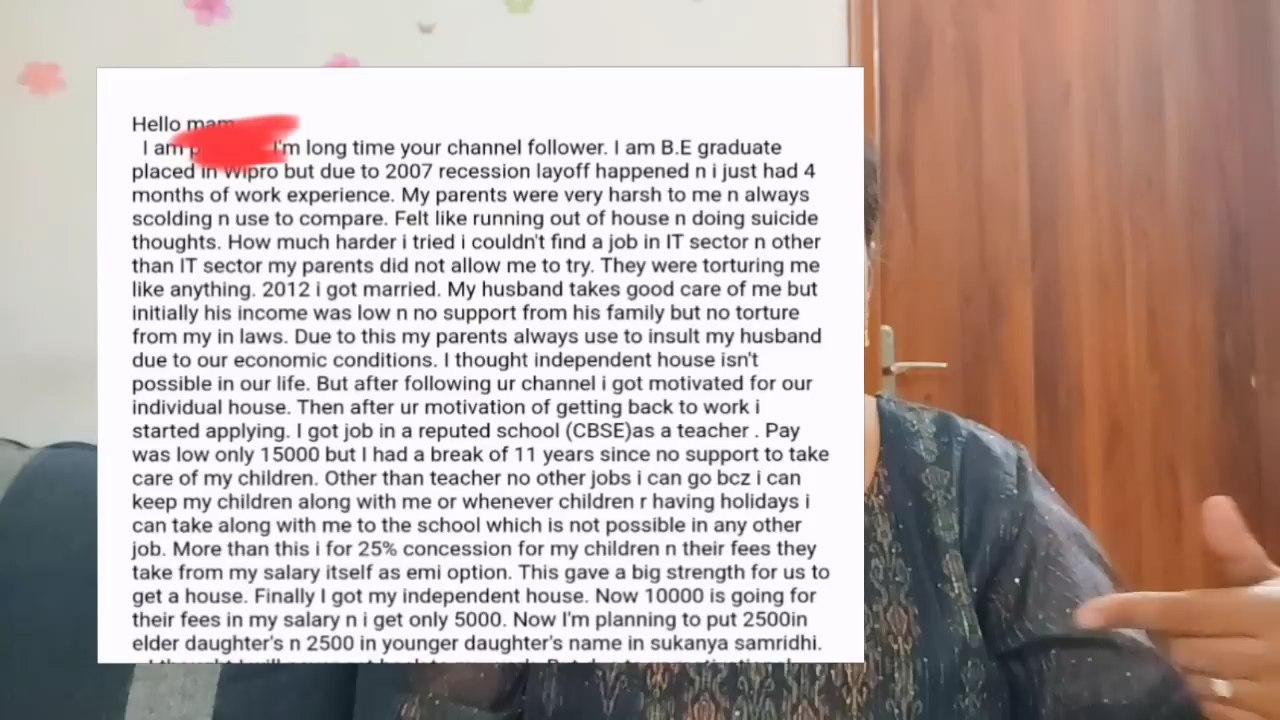 Hello mam
I am I'm long time your channel follower. I am B.E graduate
placed in Wipro but due to 2007 recession layoff happened n i just had 4
months of work experience. My parents were very harsh to me n always
scolding n use to compare. Felt like running out of house n doing suicide
thoughts. How much harder i tried i couldn't find a job in IT sector n other
than IT sector my parents did not allow me to try. They were torturing me
like anything. 2012 i got married. My husband takes good care of me but
initially his income was low n no support from his family but no torture
from my in laws. Due to this my parents always use to insult my husband
due to our economic conditions. I thought independent house isn't
possible in our life. But after following ur channel i got motivated for our
individual house. Then after ur motivation of getting back to work i
started applying. I got job in a reputed school (CBSE)as a teacher . Pay
was low only 15000 but I had a break of 11 years since no support to take
care of my children. Other than teacher no other jobs i can go bcz i can
keep my children along with me or whenever children r having holidays i
can take along with me to the school which is not possible in any other
job. More than this i for 25% concession for my children n their fees they
take from my salary itself as emi option. This gave a big strength for us to
get a house. Finally I got my independent house. Now 10000 is going for
their fees in my salary n i get only 5000. Now I'm planning to put 2500in
elder daughter's n 2500 in younger daughter's name in sukanya samridhi.